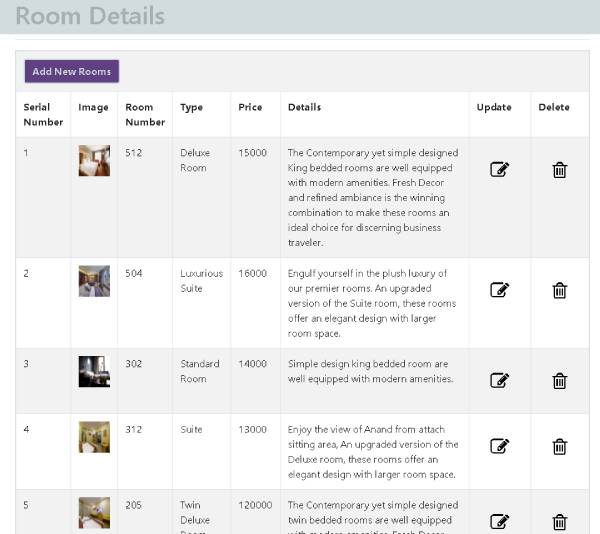 Room Details
Add New Rooms
Serial Number Image Room Number Type Price Details Update Delete
1 512 Deluxe Room 15000
The Contemporary yet simple designed
King bedded rooms are well equipped
with modern amenities. Fresh Decor
and refined ambiance is the winning
combination to make these rooms an
ideal choice for discerning business
traveler.
2 504 Luxurious Suite 16000
Engulf yourself in the plush luxury of
our premier rooms. An upgraded
version of the Suite room, these rooms
offer an elegant design with larger
room space.
3 302 Standard Room 14000
Simple design king bedded room are
well equipped with modern amenities.
4 312 Suite 13000
Enjoy the view of Anand from attach
sitting area, An upgraded version of the
Deluxe room, these rooms offer an
elegant design with larger room space.
5 205 Twin Deluxe Room 120000
The Contemporary yet simple designed
twin bedded rooms are well equipped
with modern amenities. Fresh Decor